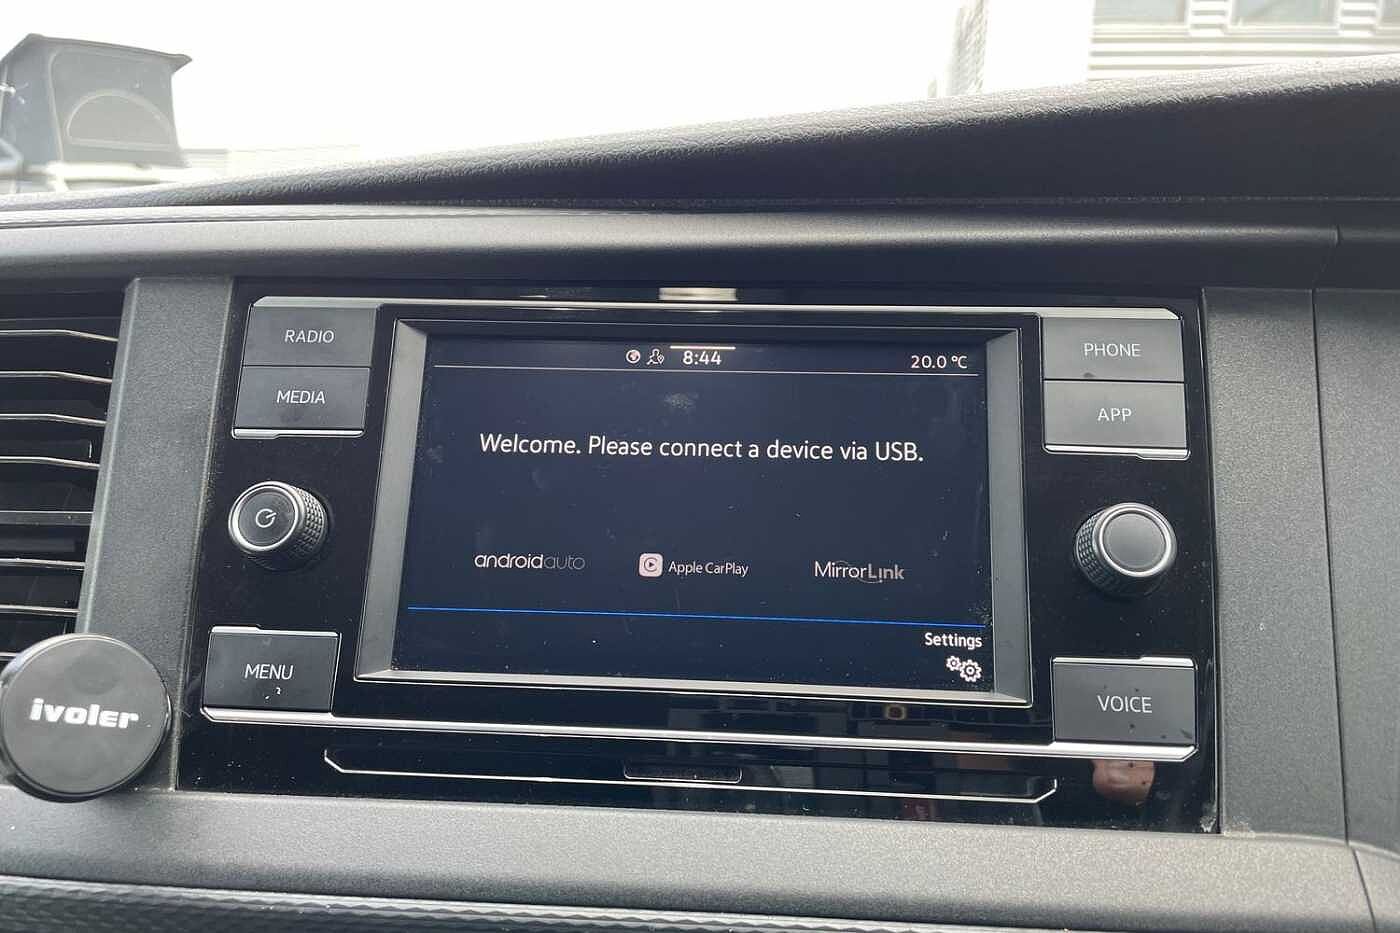 RADIO
MEDIA
MENU
8:44
20.0 °C
Welcome. Please connect a device via USB.
androidauto
Apple CarPlay
MirrorLink
Settings
PHONE
APP
VOICE
ivoler